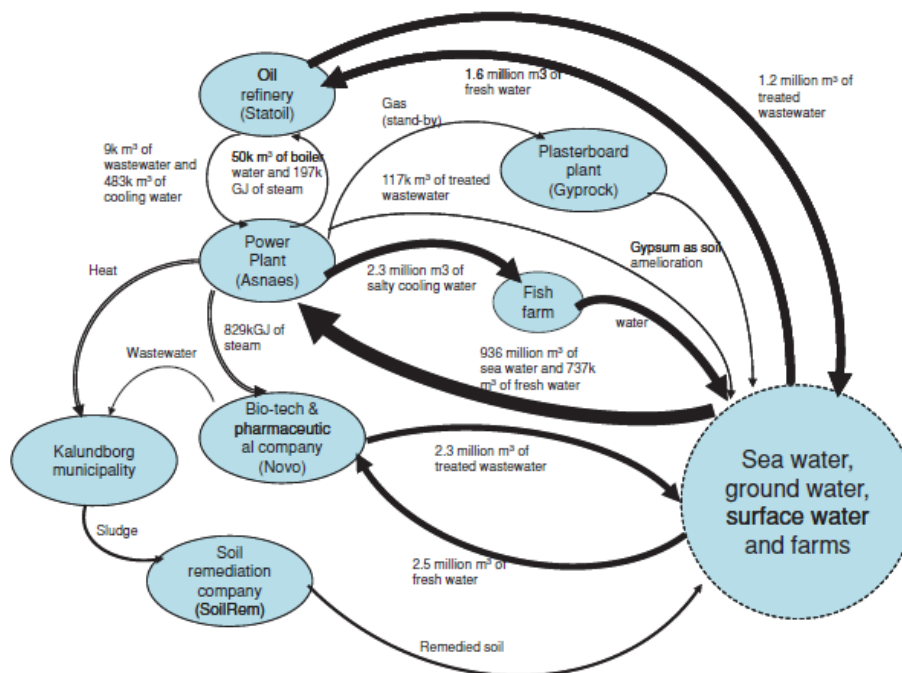 Oil
refinery
(Statoil)
1.6 million m3 of
fresh water
1.2 million m³ of
treated
wastewater
Gas
(stand-by)
Plasterboard
plant
(Gyprock)
9k m³ of
wastewater and
483k m³ of
cooling water
50k m³ of boiler
water and 197k
GJ of steam
117k m³ of treated
wastewater
Power
Plant
(Asnaes)
Gypsum as soil
amelioration
Heat
2.3 million m3 of
salty cooling water
Fish
farm
water
829kGJ of
steam
Wastewater
936 million m³ of
sea water and 737k
m³ of fresh water
Bio-tech &
pharmaceutic
al company
(Novo)
Kalundborg
municipality
2.3 million m³ of
treated wastewater
Sea water,
ground water,
surface water
and farms
Sludge
Soil
remediation
company
(SoilRem)
2.5 million m³ of
fresh water
Remedied soil